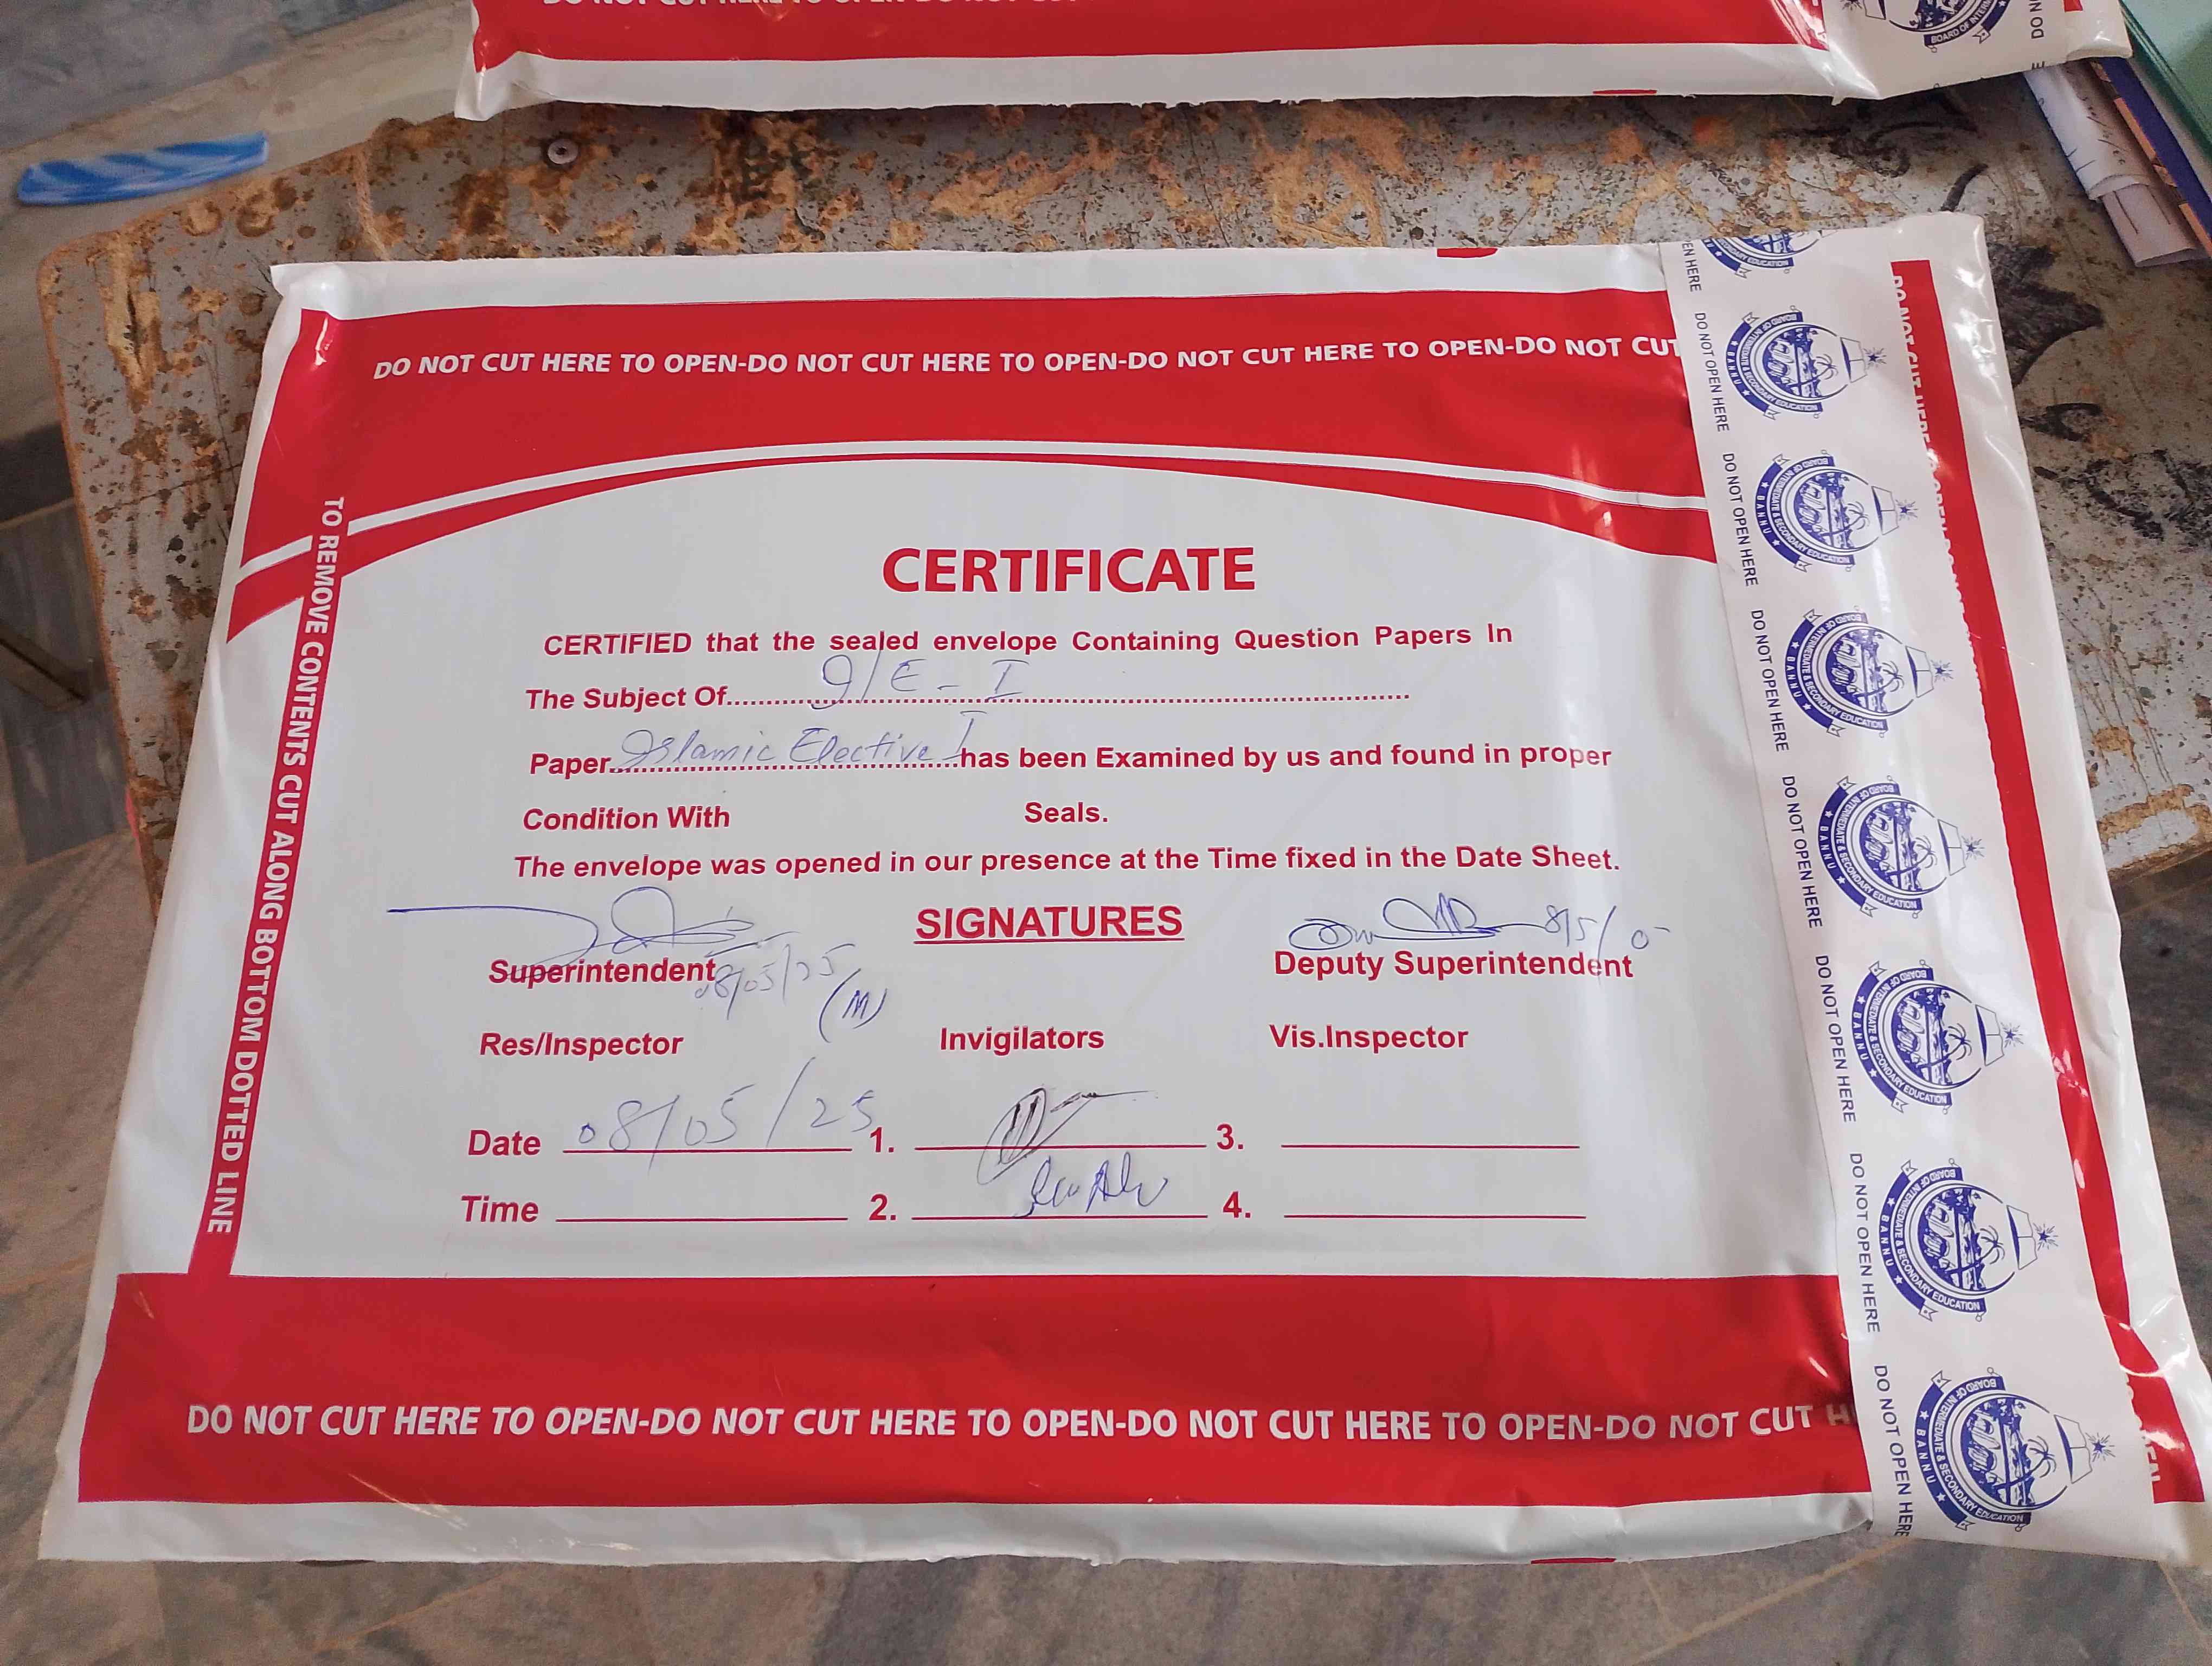 DO NOT CUT HERE TO OPEN-DO NOT CUT HERE TO OPEN-DO NOT CUT HERE TO OPEN-DO NOT CUT
TO REMOVE CONTENTS CUT ALONG BOTTOM DOTTED LINE
CERTIFICATE
CERTIFIED that the sealed envelope Containing Question Papers In
The Subject Of 9/E - I
Paper Islamic Elective I has been Examined by us and found in proper
Condition With Seals.
The envelope was opened in our presence at the Time fixed in the Date Sheet.
SIGNATURES
Superintendent 08/05/25 (M)
Deputy Superintendent 8/5/
Res/Inspector Invigilators Vis.Inspector
Date 08/05/25 1. 3.
Time 2. 4.
DO NOT CUT HERE TO OPEN-DO NOT CUT HERE TO OPEN-DO NOT CUT HERE TO OPEN-DO NOT CUT
DO NOT OPEN HERE DO NOT OPEN HERE DO NOT OPEN HERE DO NOT OPEN HERE DO NOT OPEN HERE DO NOT OPEN HERE DO NOT OPEN HERE
BOARD OF INTERMEDIATE & SECONDARY EDUCATION
★ BANNU ★